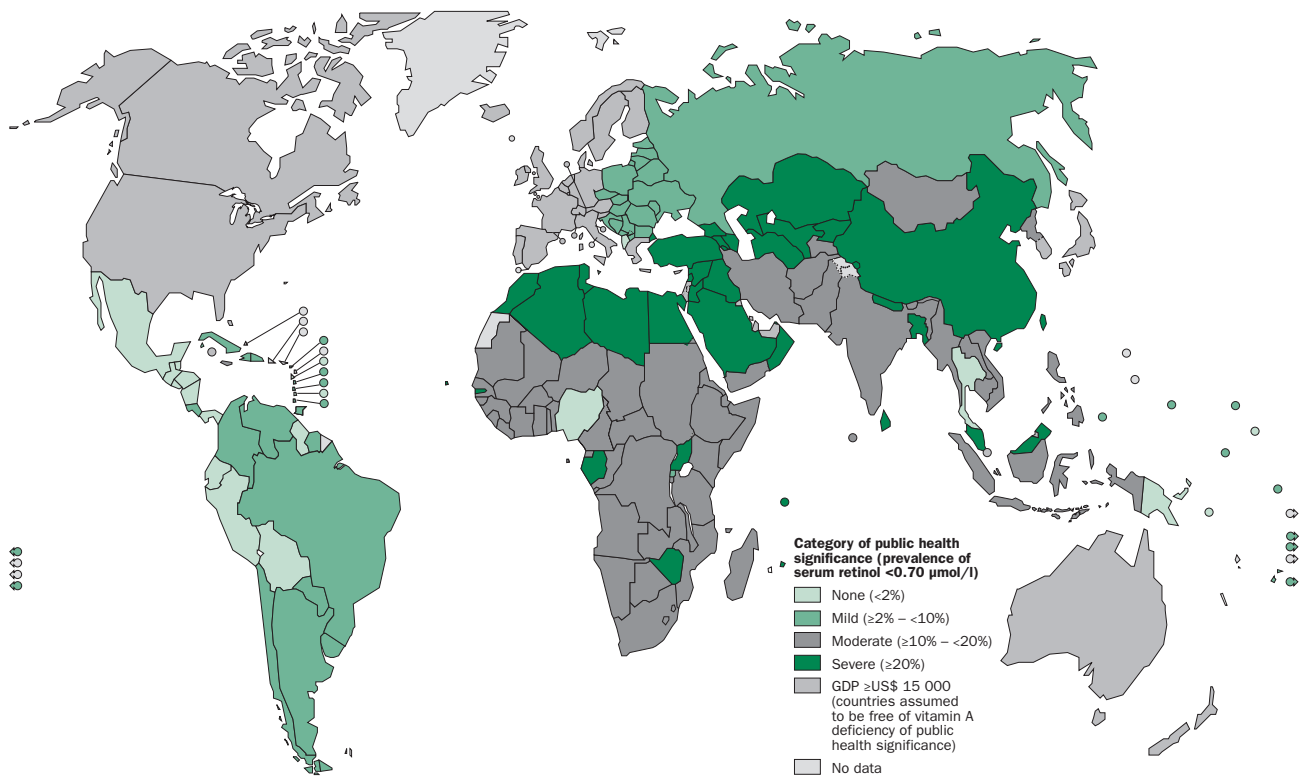 Category of public health
significance (prevalence of
serum retinol <0.70 µmol/l)
None (<2%)
Mild (≥2% – <10%)
Moderate (≥10% – <20%)
Severe (≥20%)
GDP ≥US$ 15 000
(countries assumed
to be free of vitamin A
deficiency of public
health significance)
No data